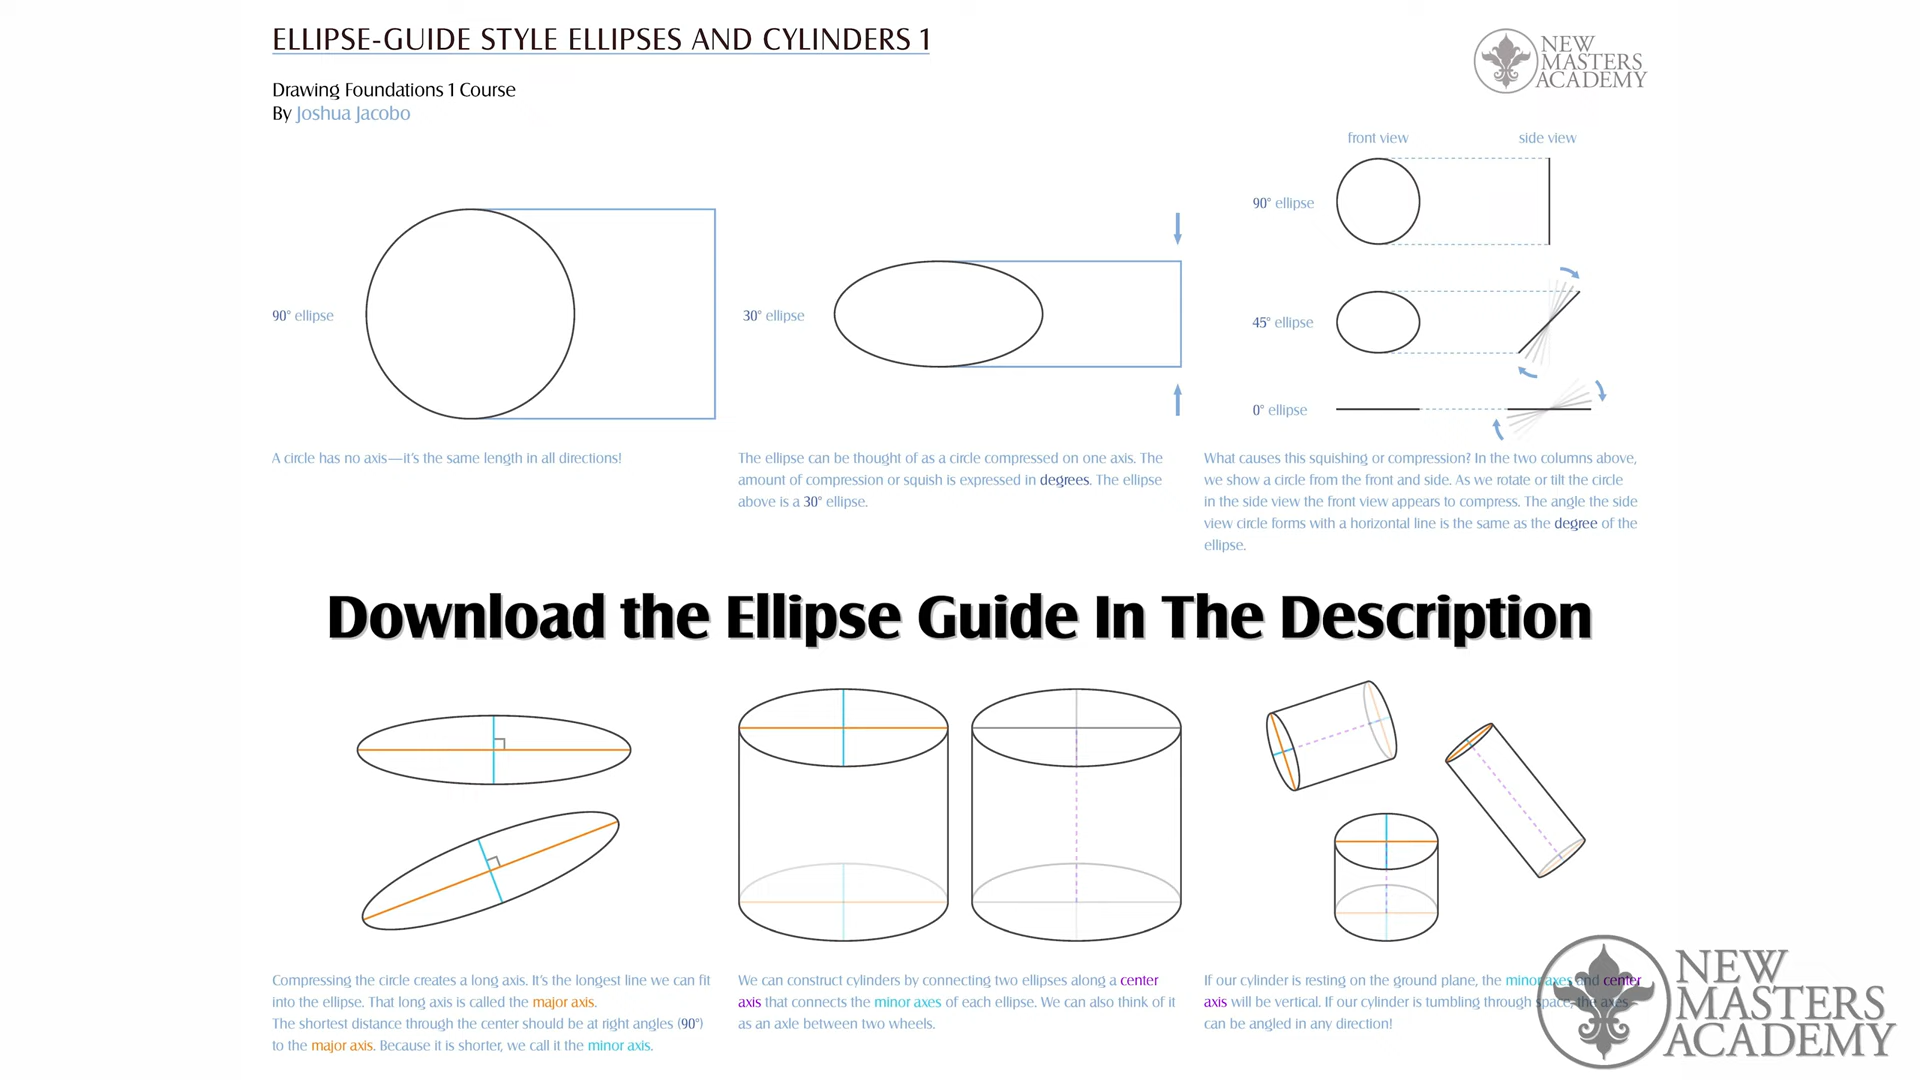 ELLIPSE-GUIDE STYLE ELLIPSES AND CYLINDERS 1
NEW
MASTERS
ACADEMY
Drawing Foundations 1 Course
By Joshua Jacobo
front view
side view
90° ellipse
90° ellipse
30° ellipse
45° ellipse
0° ellipse
A circle has no axis—it's the same length in all directions!
The ellipse can be thought of as a circle compressed on one axis. The
amount of compression or squish is expressed in degrees. The ellipse
above is a 30° ellipse.
What causes this squishing or compression? In the two columns above,
we show a circle from the front and side. As we rotate or tilt the circle
in the side view the front view appears to compress. The angle the side
view circle forms with a horizontal line is the same as the degree of the
ellipse.
Download the Ellipse Guide In The Description
Compressing the circle creates a long axis. It's the longest line we can fit
into the ellipse. That long axis is called the major axis.
The shortest distance through the center should be at right angles (90°)
to the major axis. Because it is shorter, we call it the minor axis.
We can construct cylinders by connecting two ellipses along a center
axis that connects the minor axes of each ellipse. We can also think of it
as an axle between two wheels.
If our cylinder is resting on the ground plane, the minor axes and center
axis will be vertical. If our cylinder is tumbling through space, the axes
can be angled in any direction!
NEW
MASTERS
ACADEMY